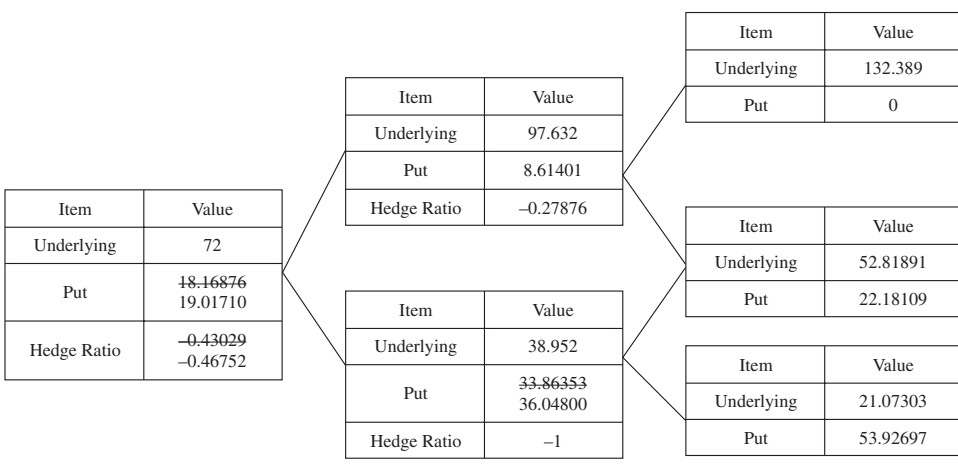 Item Value
Underlying 132.389
Put 0
Item Value
Underlying 97.632
Put 8.61401
Hedge Ratio –0.27876
Item Value
Underlying 72
Put 18.16876
19.01710
Hedge Ratio –0.43029
–0.46752
Item Value
Underlying 52.81891
Put 22.18109
Item Value
Underlying 38.952
Put 33.86353
36.04800
Hedge Ratio –1
Item Value
Underlying 21.07303
Put 53.92697